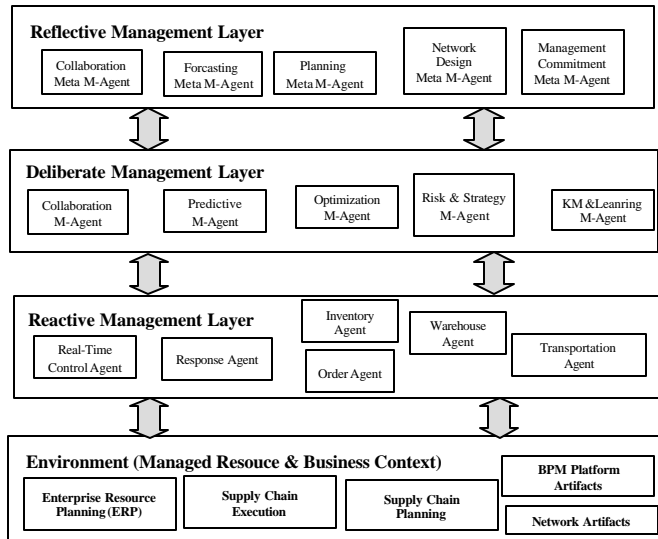 Reflective Management Layer
Collaboration
Meta M-Agent
Forcasting
Meta M-Agent
Planning
Meta M-Agent
Network
Design
Meta M-Agent
Management
Commitment
Meta M-Agent
Deliberate Management Layer
Collaboration
M-Agent
Predictive
M-Agent
Optimization
M-Agent
Risk & Strategy
M-Agent
KM &Leanring
M-Agent
Reactive Management Layer
Real-Time
Control Agent
Response Agent
Inventory
Agent
Order Agent
Warehouse
Agent
Transportation
Agent
Environment (Managed Resouce & Business Context)
Enterprise Resource
Planning (ERP)
Supply Chain
Execution
Supply Chain
Planning
BPM Platform
Artifacts
Network Artifacts